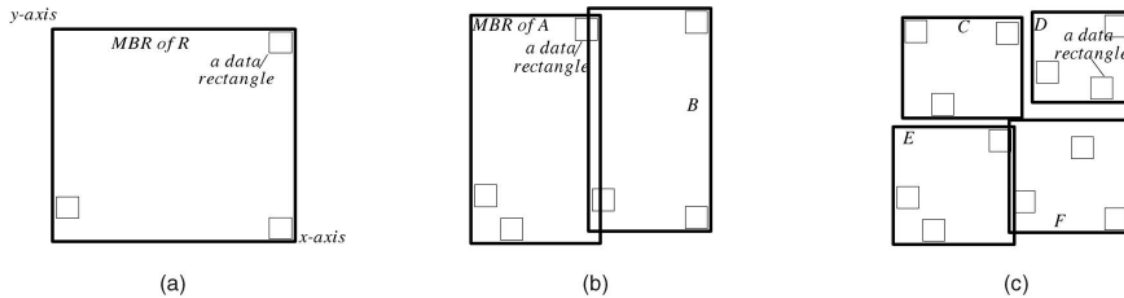 y-axis
MBR of R
a data
rectangle
x-axis
(a)
MBR of A
a data
rectangle
B
(b)
C
D
a data
rectangle
E
F
(c)